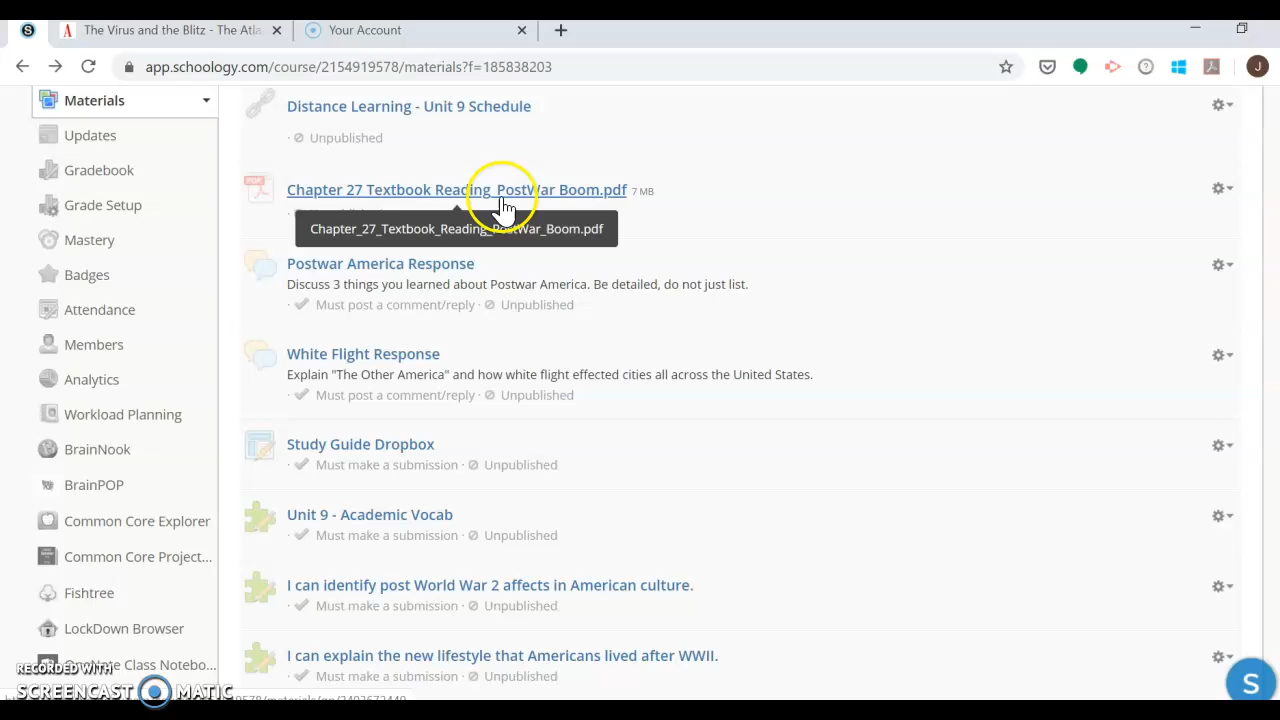 The Virus and the Blitz - The Atla
Your Account
app.schoology.com/course/2154919578/materials?f=185838203
J
Materials
Updates
Gradebook
Grade Setup
Mastery
Badges
Attendance
Members
Analytics
Workload Planning
BrainNook
BrainPOP
Common Core Explorer
Common Core Project...
Fishtree
LockDown Browser
OneNote Class Notebo...
Distance Learning - Unit 9 Schedule
· Unpublished
Chapter 27 Textbook Reading_PostWar Boom.pdf 7 MB
Chapter_27_Textbook_Reading_PostWar_Boom.pdf
Postwar America Response
Discuss 3 things you learned about Postwar America. Be detailed, do not just list.
· Must post a comment/reply · Unpublished
White Flight Response
Explain "The Other America" and how white flight effected cities all across the United States.
· Must post a comment/reply · Unpublished
Study Guide Dropbox
· Must make a submission · Unpublished
Unit 9 - Academic Vocab
· Must make a submission · Unpublished
I can identify post World War 2 affects in American culture.
· Must make a submission · Unpublished
I can explain the new lifestyle that Americans lived after WWII.
· Must make a submission · Unpublished
S
RECORDED WITH
SCREENCAST MATIC